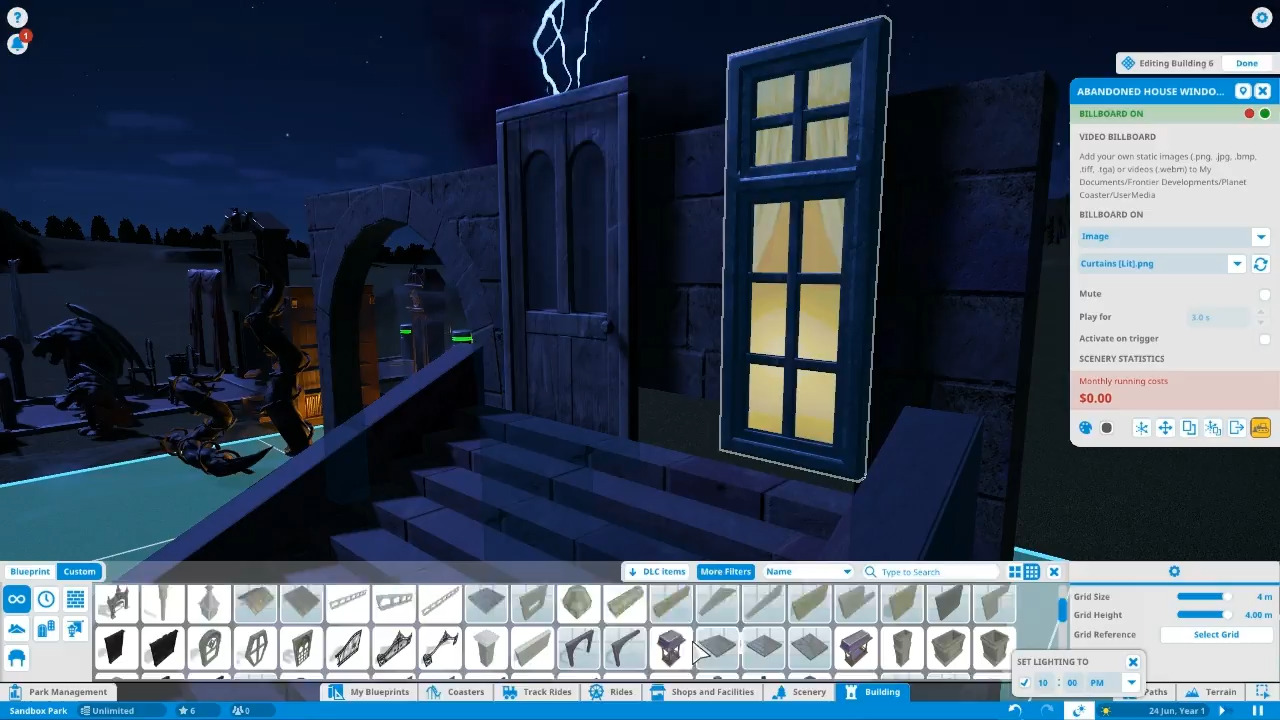 ?
1
Editing Building 6
Done
ABANDONED HOUSE WINDO...
BILLBOARD ON
VIDEO BILLBOARD
Add your own static images (.png, .jpg, .bmp,
.tiff, .tga) or videos (.webm) to My
Documents/Frontier Developments/Planet
Coaster/UserMedia
BILLBOARD ON
Image
Curtains [Lit].png
Mute
Play for
3.0 s
Activate on trigger
SCENERY STATISTICS
Monthly running costs
$0.00
Blueprint
Custom
DLC items
More Filters
Name
Type to Search
Grid Size
4 m
Grid Height
4.00 m
Grid Reference
Select Grid
SET LIGHTING TO
10 : 00 PM
Park Management
My Blueprints
Coasters
Track Rides
Rides
Shops and Facilities
Scenery
Building
Paths
Terrain
Sandbox Park
Unlimited
6
0
24 Jun, Year 1